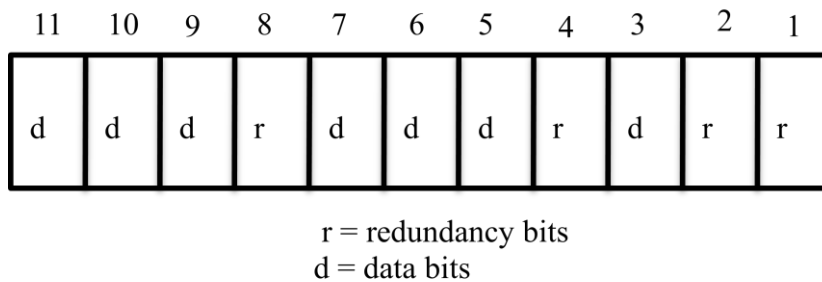 11 10 9 8 7 6 5 4 3 2 1
d d d r d d d r d r r
r = redundancy bits
d = data bits